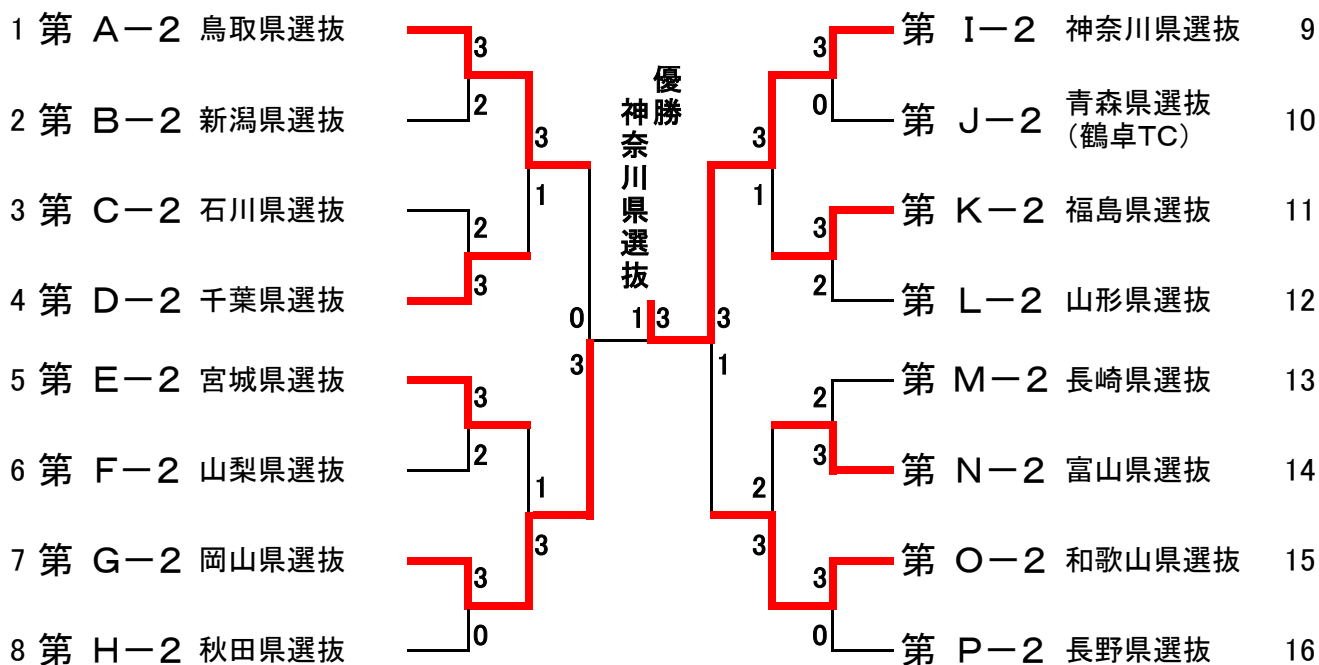 1 第 A－2 鳥取県選抜
2 第 B－2 新潟県選抜
3 第 C－2 石川県選抜
4 第 D－2 千葉県選抜
5 第 E－2 宮城県選抜
6 第 F－2 山梨県選抜
7 第 G－2 岡山県選抜
8 第 H－2 秋田県選抜
3
2
2
3
3
2
3
0
3
1
1
3
0
3
優勝
神奈川県選抜
1 3
3
1
3
1
2
3
3
0
3
2
2
3
3
0
第 I－2 神奈川県選抜 9
第 J－2 青森県選抜
(鶴卓TC) 10
第 K－2 福島県選抜 11
第 L－2 山形県選抜 12
第 M－2 長崎県選抜 13
第 N－2 富山県選抜 14
第 O－2 和歌山県選抜 15
第 P－2 長野県選抜 16